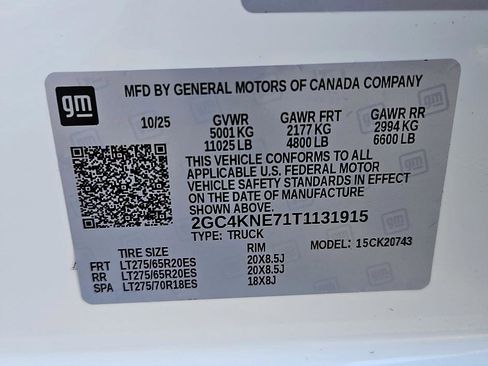 gm
MFD BY GENERAL MOTORS OF CANADA COMPANY
10/25 GVWR GAWR FRT GAWR RR
5001 KG 2177 KG 2994 KG
11025 LB 4800 LB 6600 LB
THIS VEHICLE CONFORMS TO ALL
APPLICABLE U.S. FEDERAL MOTOR
VEHICLE SAFETY STANDARDS IN EFFECT
ON THE DATE OF MANUFACTURE
SHOWN ABOVE.
2GC4KNE71T1131915
TYPE: TRUCK MODEL: 15CK20743
TIRE SIZE RIM
FRT LT275/65R20ES 20X8.5J
RR LT275/65R20ES 20X8.5J
SPA LT275/70R18ES 18X8J